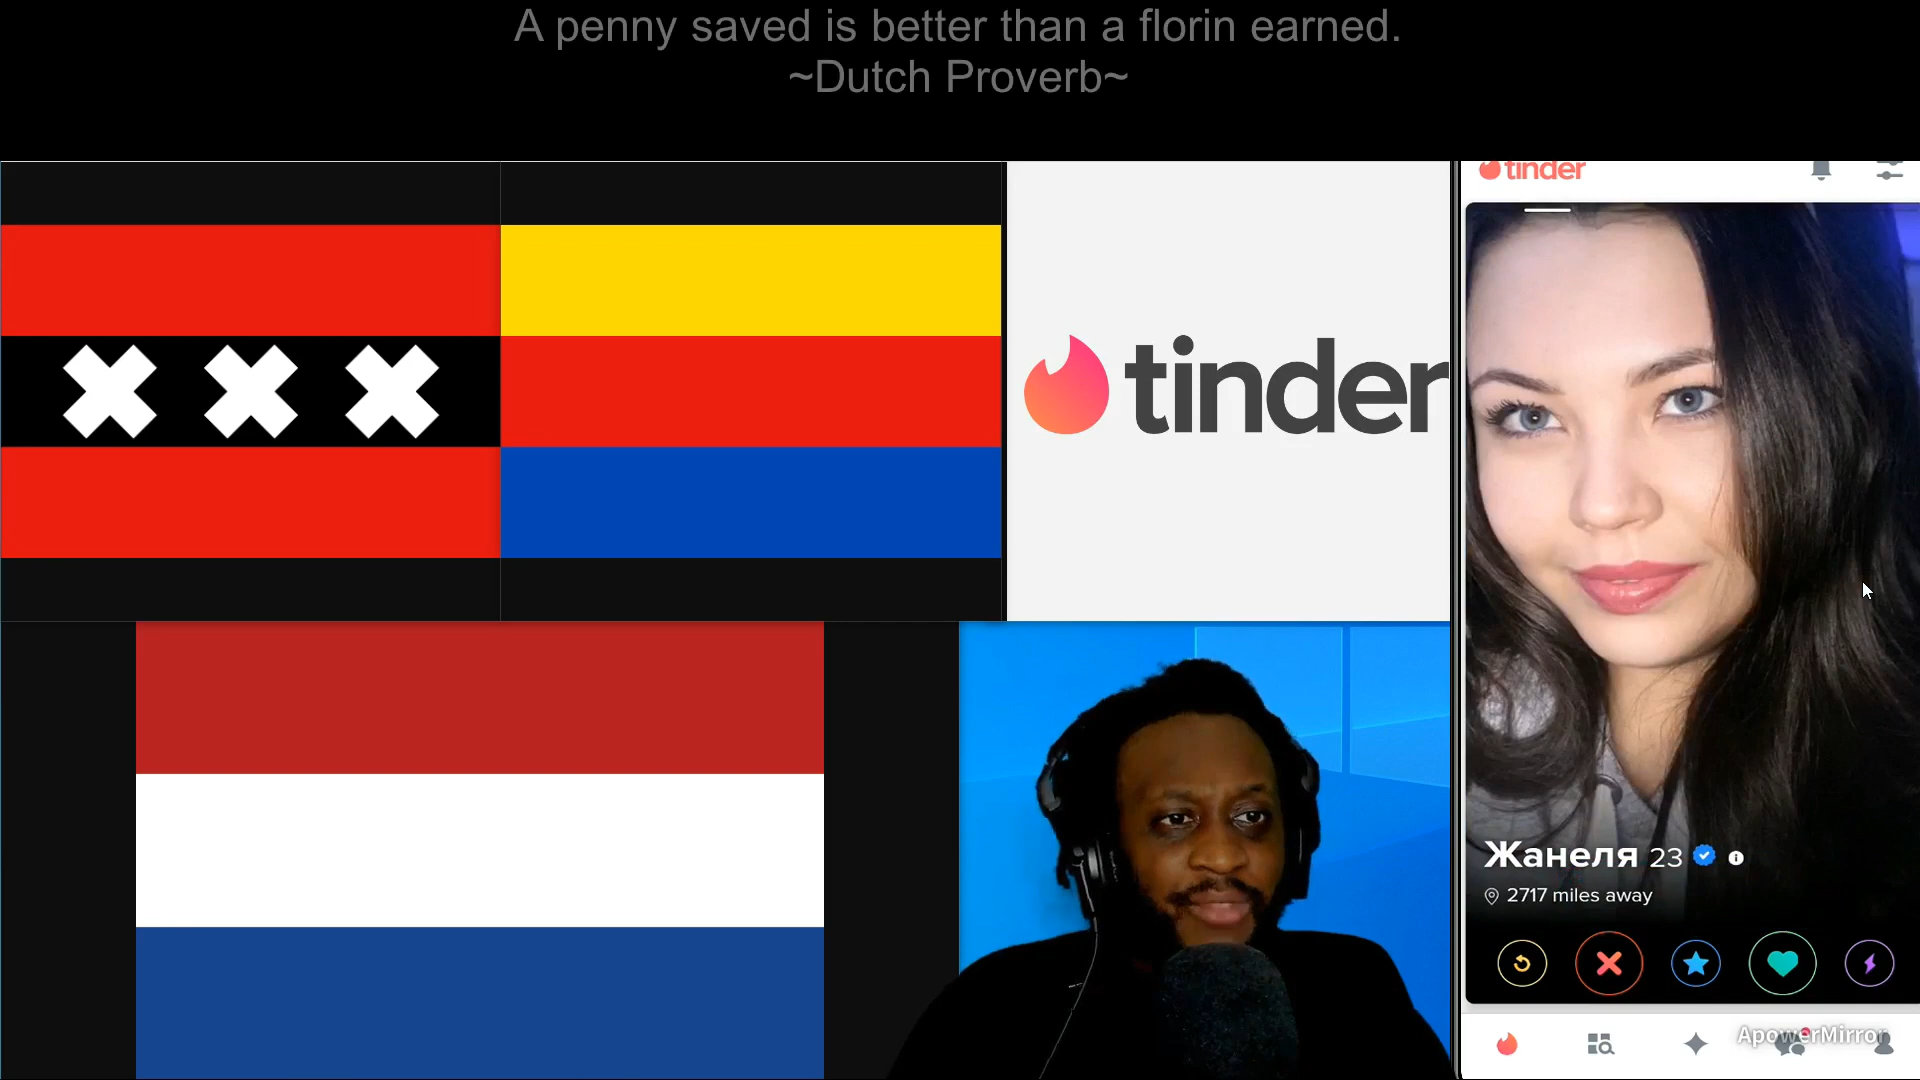 A penny saved is better than a florin earned.
~Dutch Proverb~
tinder
tinder
Жанеля 23
2717 miles away
ApowerMirror